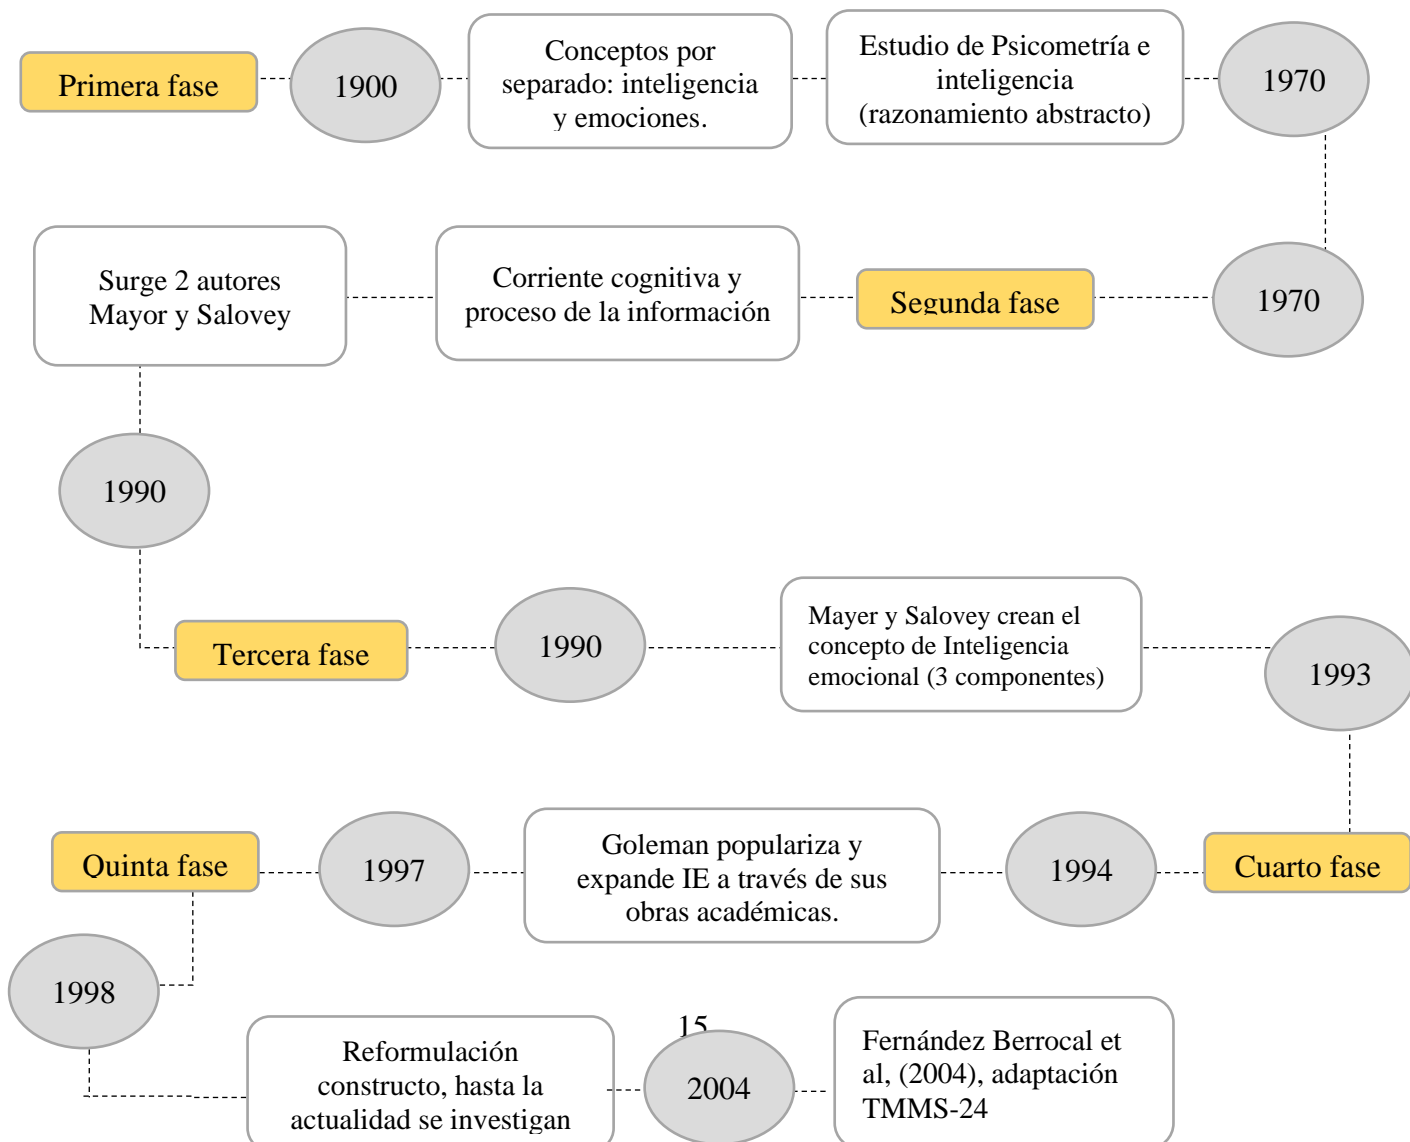 Primera fase
1900
Conceptos por
separado: inteligencia
y emociones.
Estudio de Psicometría e
inteligencia
(razonamiento abstracto)
1970
1970
Segunda fase
Corriente cognitiva y
proceso de la información
Surge 2 autores
Mayor y Salovey
1990
Tercera fase
1990
Mayer y Salovey crean el
concepto de Inteligencia
emocional (3 componentes)
1993
Cuarto fase
1994
Goleman populariza y
expande IE a través de sus
obras académicas.
1997
Quinta fase
1998
Reformulación
constructo, hasta la
actualidad se investigan
15
2004
Fernández Berrocal et
al, (2004), adaptación
TMMS-24